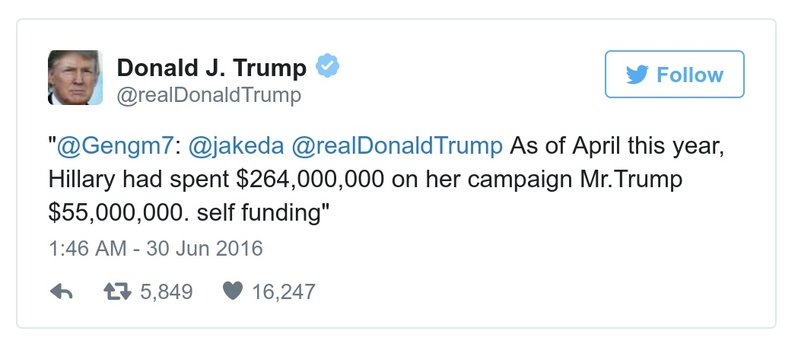 Donald J. Trump
@realDonaldTrump
Follow
"@Gengm7: @jakeda @realDonaldTrump As of April this year,
Hillary had spent $264,000,000 on her campaign Mr.Trump
$55,000,000. self funding"
1:46 AM - 30 Jun 2016
5,849 16,247